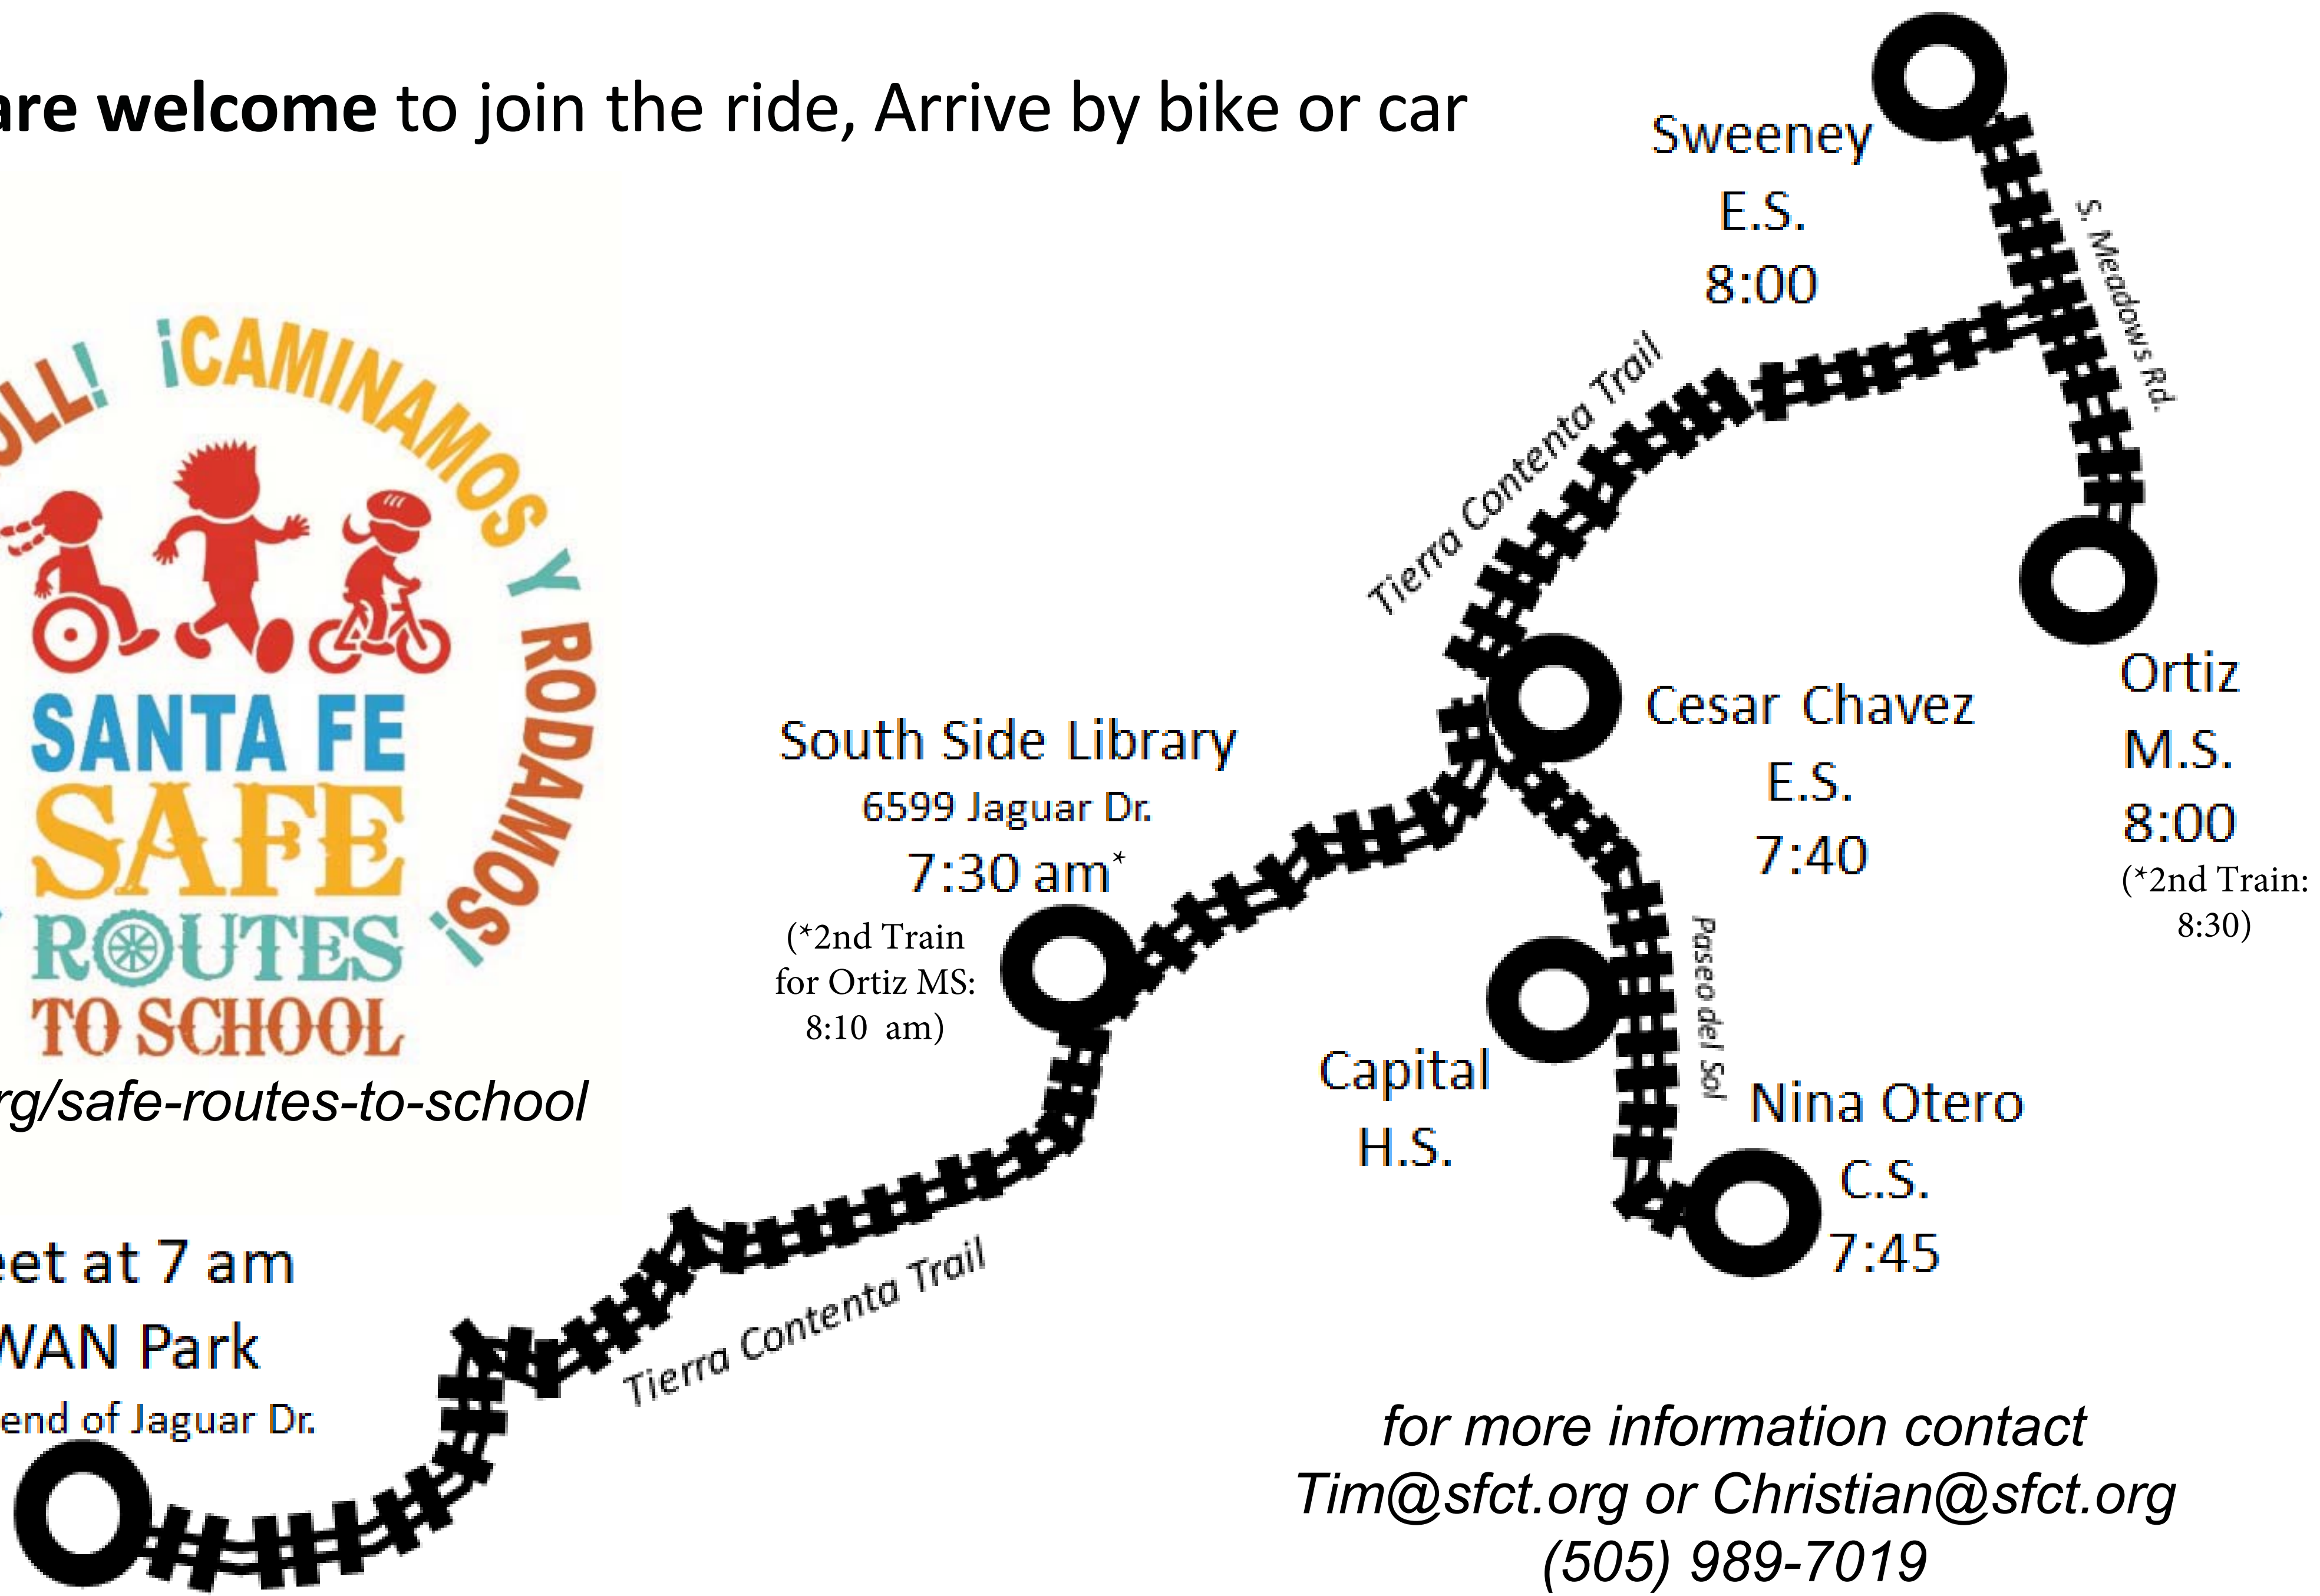 are welcome to join the ride, Arrive by bike or car
Sweeney
E.S.
8:00
S. Meadows Rd.
Tierra Contenta Trail
¡CAMINAMOS Y RODAMOS!
SANTA FE
SAFE
ROUTES
TO SCHOOL
rg/safe-routes-to-school
South Side Library
6599 Jaguar Dr.
7:30 am*
(*2nd Train
for Ortiz MS:
8:10 am)
Cesar Chavez
E.S.
7:40
Ortiz
M.S.
8:00
(*2nd Train:
8:30)
Paseo del Sol
Capital
H.S.
Nina Otero
C.S.
7:45
eet at 7 am
WAN Park
end of Jaguar Dr.
Tierra Contenta Trail
for more information contact
Tim@sfct.org or Christian@sfct.org
(505) 989-7019